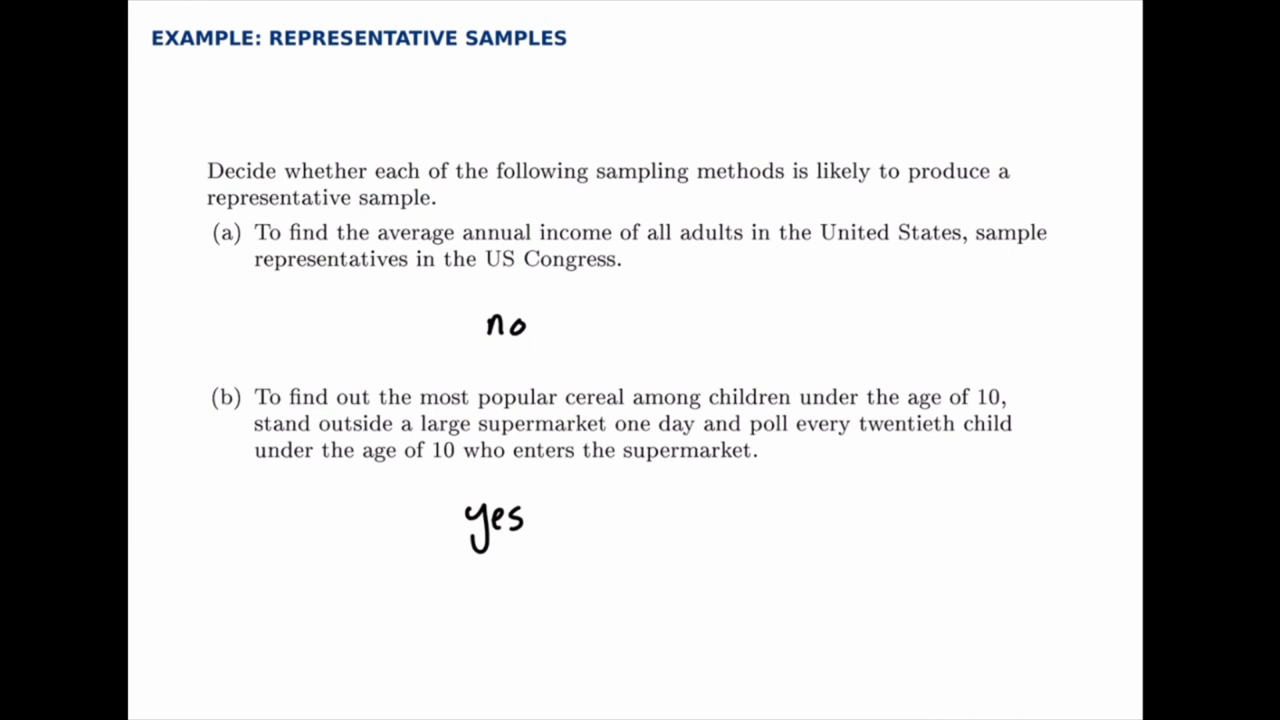 EXAMPLE: REPRESENTATIVE SAMPLES
Decide whether each of the following sampling methods is likely to produce a
representative sample.
(a) To find the average annual income of all adults in the United States, sample
representatives in the US Congress.
no
(b) To find out the most popular cereal among children under the age of 10,
stand outside a large supermarket one day and poll every twentieth child
under the age of 10 who enters the supermarket.
yes